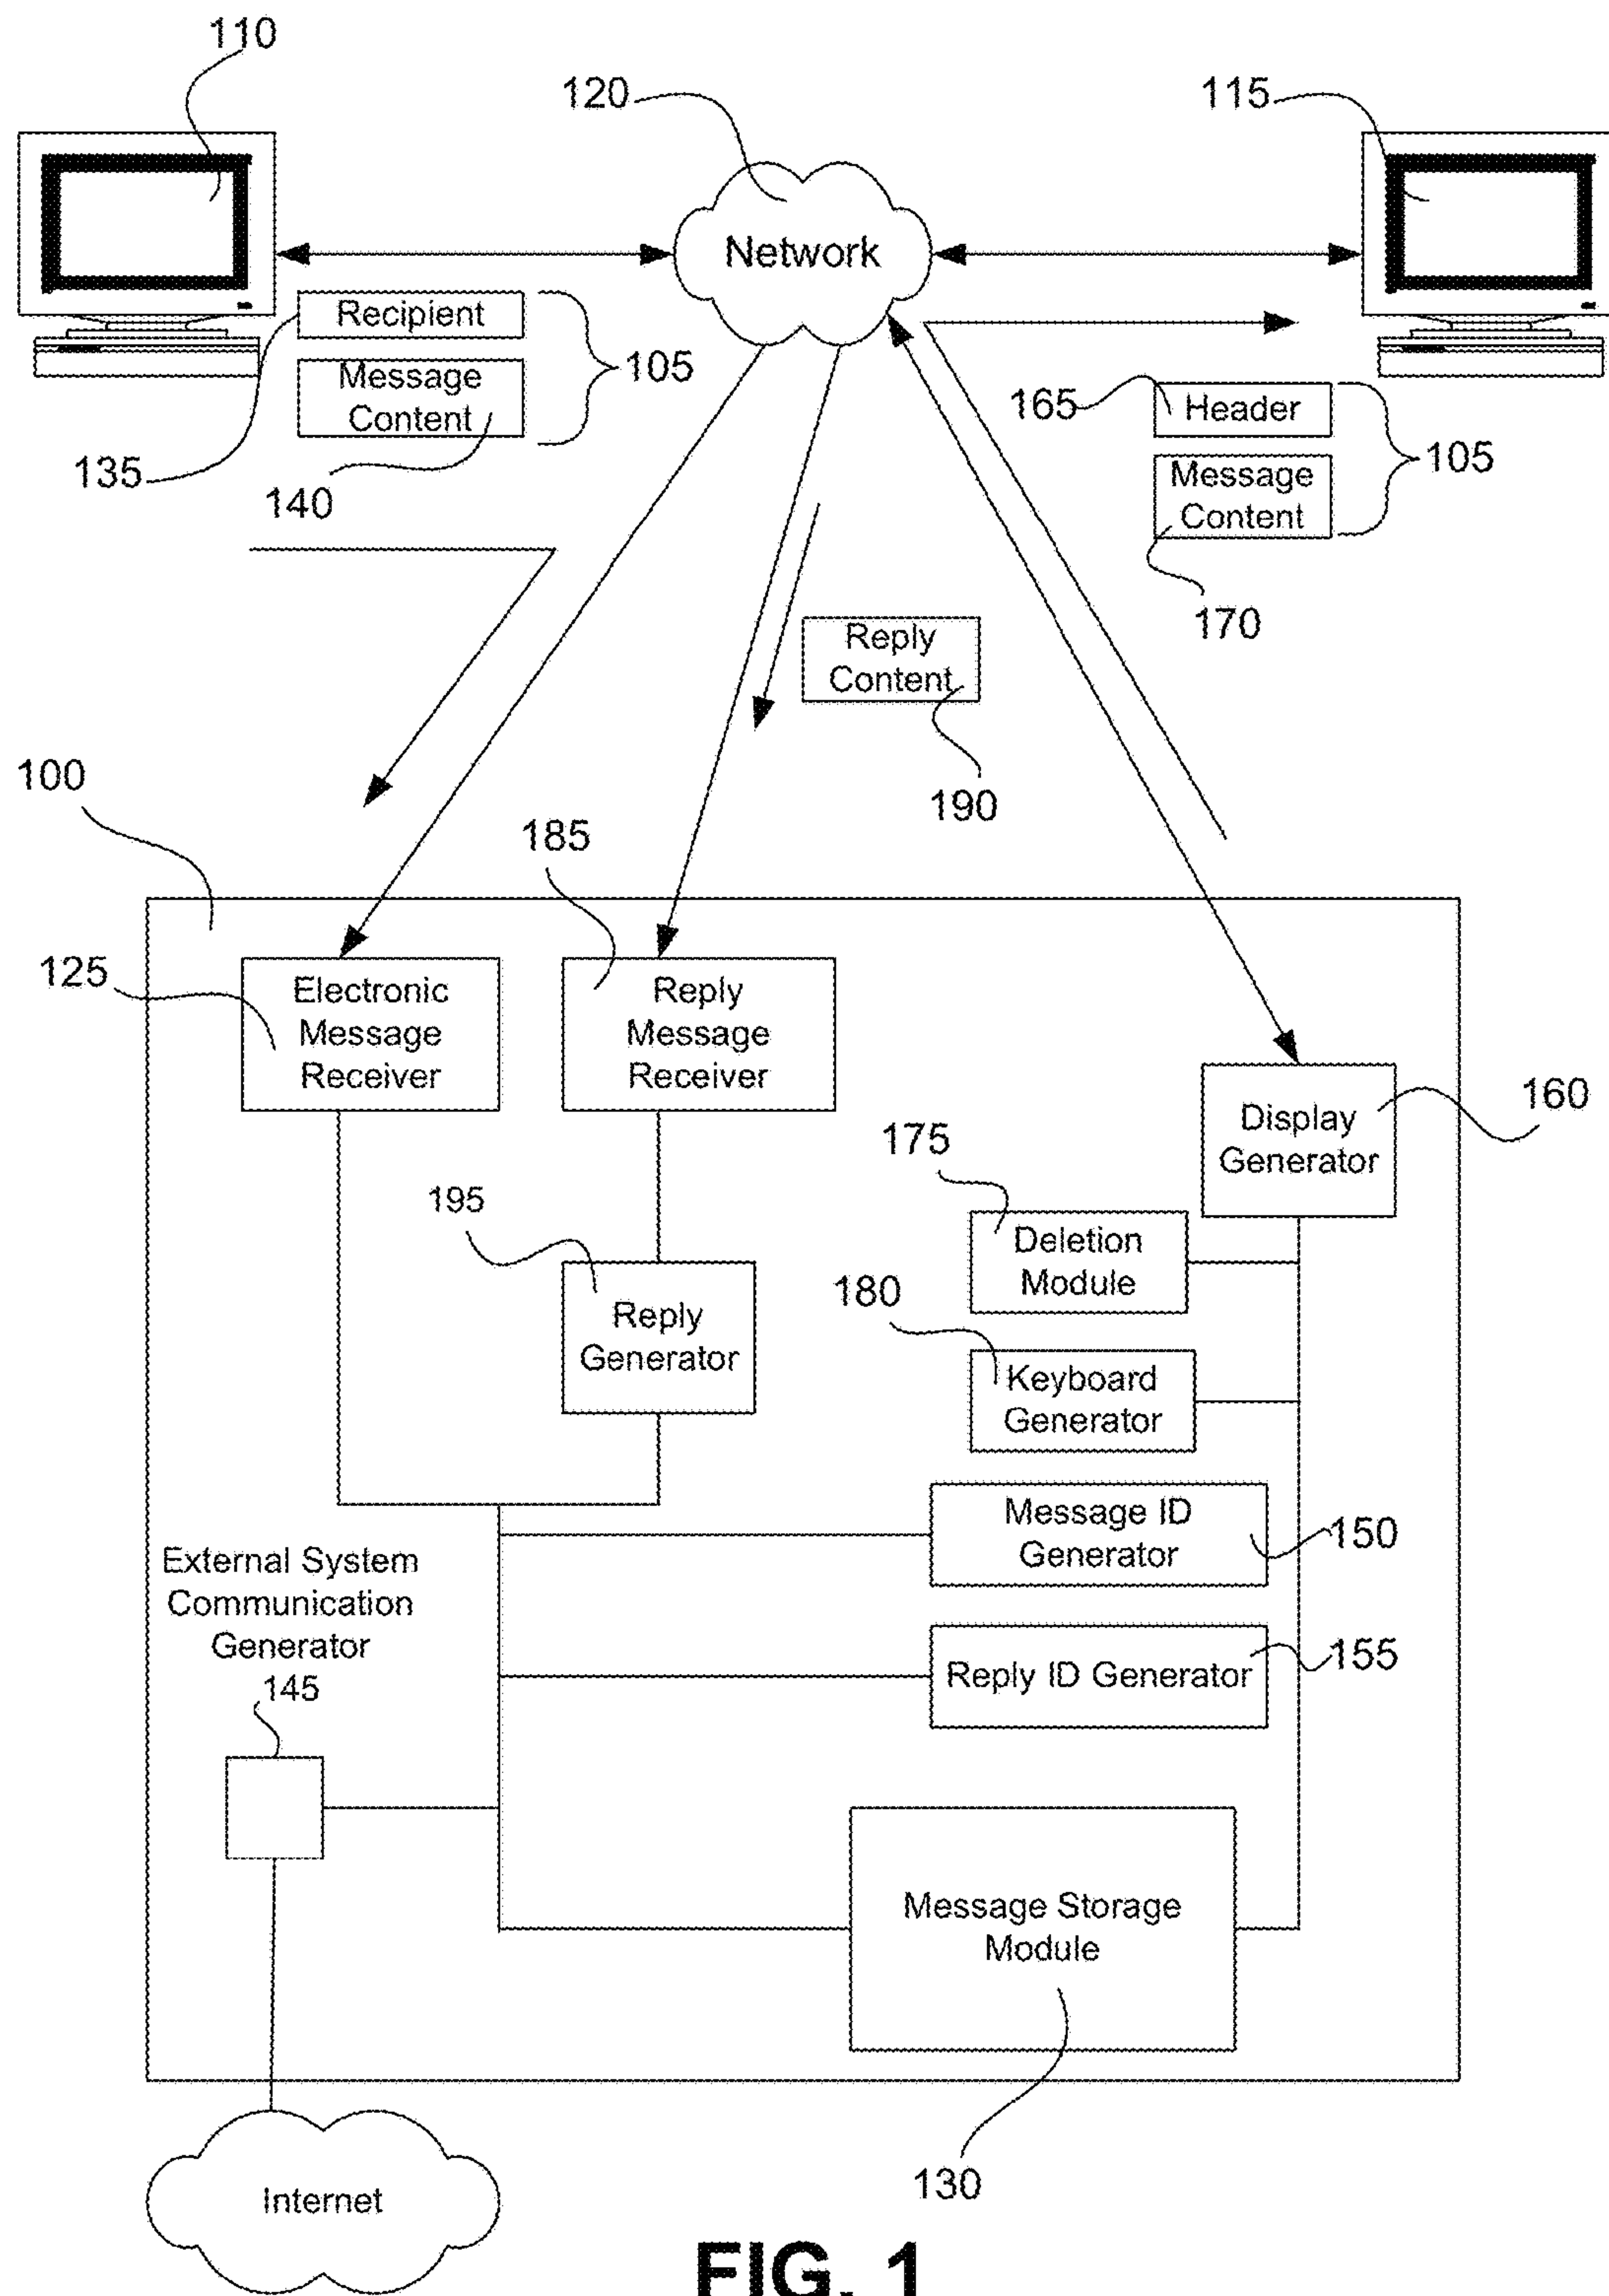 110
120
115
Network
Recipient
105
Message
Content
135
140
165
Header
Message
Content
105
170
Reply
Content
190
100
185
125
Electronic
Message
Receiver
Reply
Message
Receiver
160
Display
Generator
175
Deletion
Module
195
Reply
Generator
180
Keyboard
Generator
Message ID
Generator
150
External System
Communication
Generator
145
Reply ID Generator
155
Message Storage
Module
130
Internet
FIG. 1